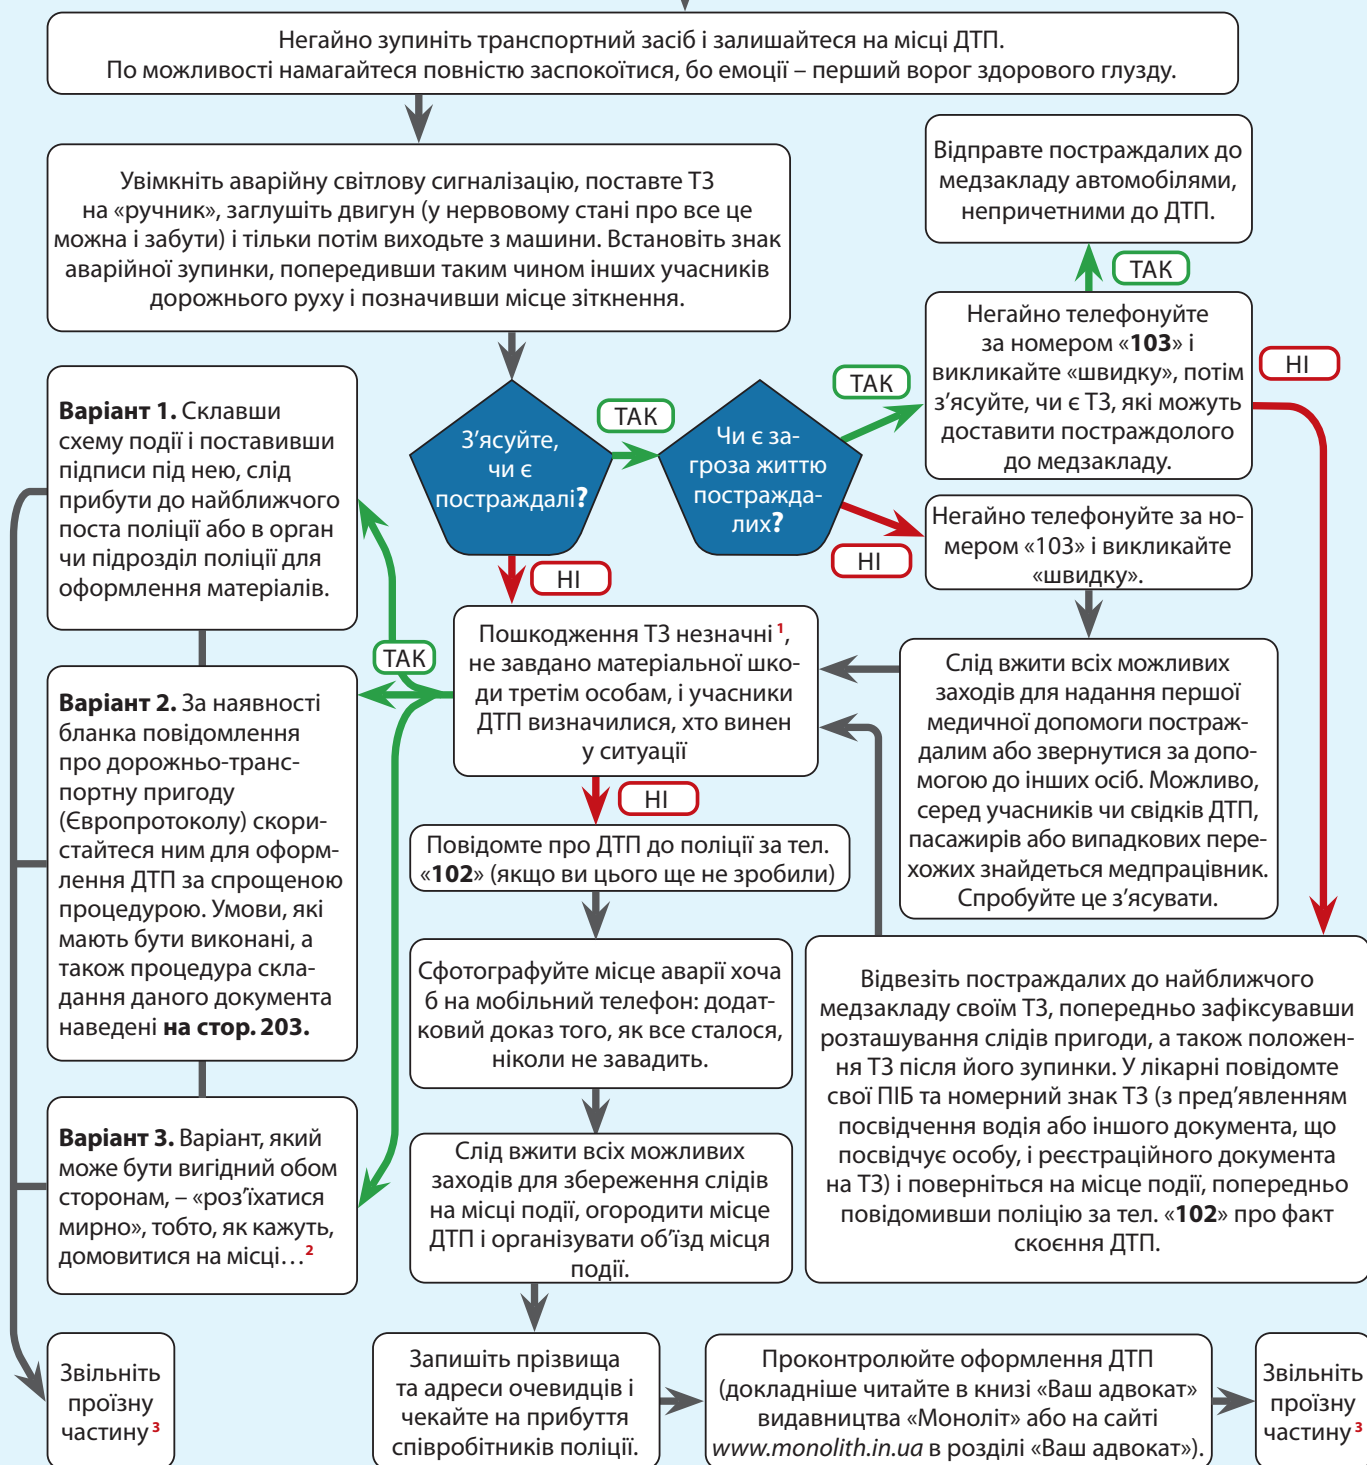 Негайно зупиніть транспортний засіб і залишайтеся на місці ДТП.
По можливості намагайтеся повністю заспокоїтися, бо емоції – перший ворог здорового глузду.
Увімкніть аварійну світлову сигналізацію, поставте ТЗ
на «ручник», заглушіть двигун (у нервовому стані про все це
можна і забути) і тільки потім виходьте з машини. Встановіть знак
аварійної зупинки, попередивши таким чином інших учасників
дорожнього руху і позначивши місце зіткнення.
Відправте постраждалих до
медзакладу автомобілями,
непричетними до ДТП.
ТАК
Негайно телефонуйте
за номером «103» і
викликайте «швидку», потім
з’ясуйте, чи є ТЗ, які можуть
доставити постраждолого
до медзакладу.
НІ
З’ясуйте,
чи є
постраждалі?
ТАК
Чи є за-
гроза життю
постражда-
лих?
ТАК
НІ
Негайно телефонуйте за но-
мером «103» і викликайте
«швидку».
НІ
Варіант 1. Склавши
схему події і поставивши
підписи під нею, слід
прибути до найближчого
поста поліції або в орган
чи підрозділ поліції для
оформлення матеріалів.
ТАК
Пошкодження ТЗ незначні 1,
не завдано матеріальної шко-
ди третім особам, і учасники
ДТП визначилися, хто винен
у ситуації
Слід вжити всіх можливих
заходів для надання першої
медичної допомоги постраж-
далим або звернутися за допо-
могою до інших осіб. Можливо,
серед учасників чи свідків ДТП,
пасажирів або випадкових пере-
хожих знайдеться медпрацівник.
Спробуйте це з’ясувати.
Варіант 2. За наявності
бланка повідомлення
про дорожньо-транс-
портну пригоду
(Європротоколу) скори-
стайтеся ним для оформ-
лення ДТП за спрощеною
процедурою. Умови, які
мають бути виконані, а
також процедура скла-
дання даного документа
наведені на стор. 203.
НІ
Повідомте про ДТП до поліції за тел.
«102» (якщо ви цього ще не зробили)
Сфотографуйте місце аварії хоча
б на мобільний телефон: додат-
ковий доказ того, як все сталося,
ніколи не завадить.
Відвезіть постраждалих до найближчого
медзакладу своїм ТЗ, попередньо зафіксувавши
розташування слідів пригоди, а також положен-
ня ТЗ після його зупинки. У лікарні повідомте
свої ПІБ та номерний знак ТЗ (з пред’явленням
посвідчення водія або іншого документа, що
посвідчує особу, і реєстраційного документа
на ТЗ) і поверніться на місце події, попередньо
повідомивши поліцію за тел. «102» про факт
скоєння ДТП.
Варіант 3. Варіант, який
може бути вигідний обом
сторонам, – «роз’їхатися
мирно», тобто, як кажуть,
домовитися на місці…2
Слід вжити всіх можливих
заходів для збереження слідів
на місці події, огородити місце
ДТП і організувати об’їзд місця
події.
Звільніть
проїзну
частину 3
Запишіть прізвища
та адреси очевидців і
чекайте на прибуття
співробітників поліції.
Проконтролюйте оформлення ДТП
(докладніше читайте в книзі «Ваш адвокат»
видавництва «Моноліт» або на сайті
www.monolith.in.ua в розділі «Ваш адвокат»).
Звільніть
проїзну
частину 3